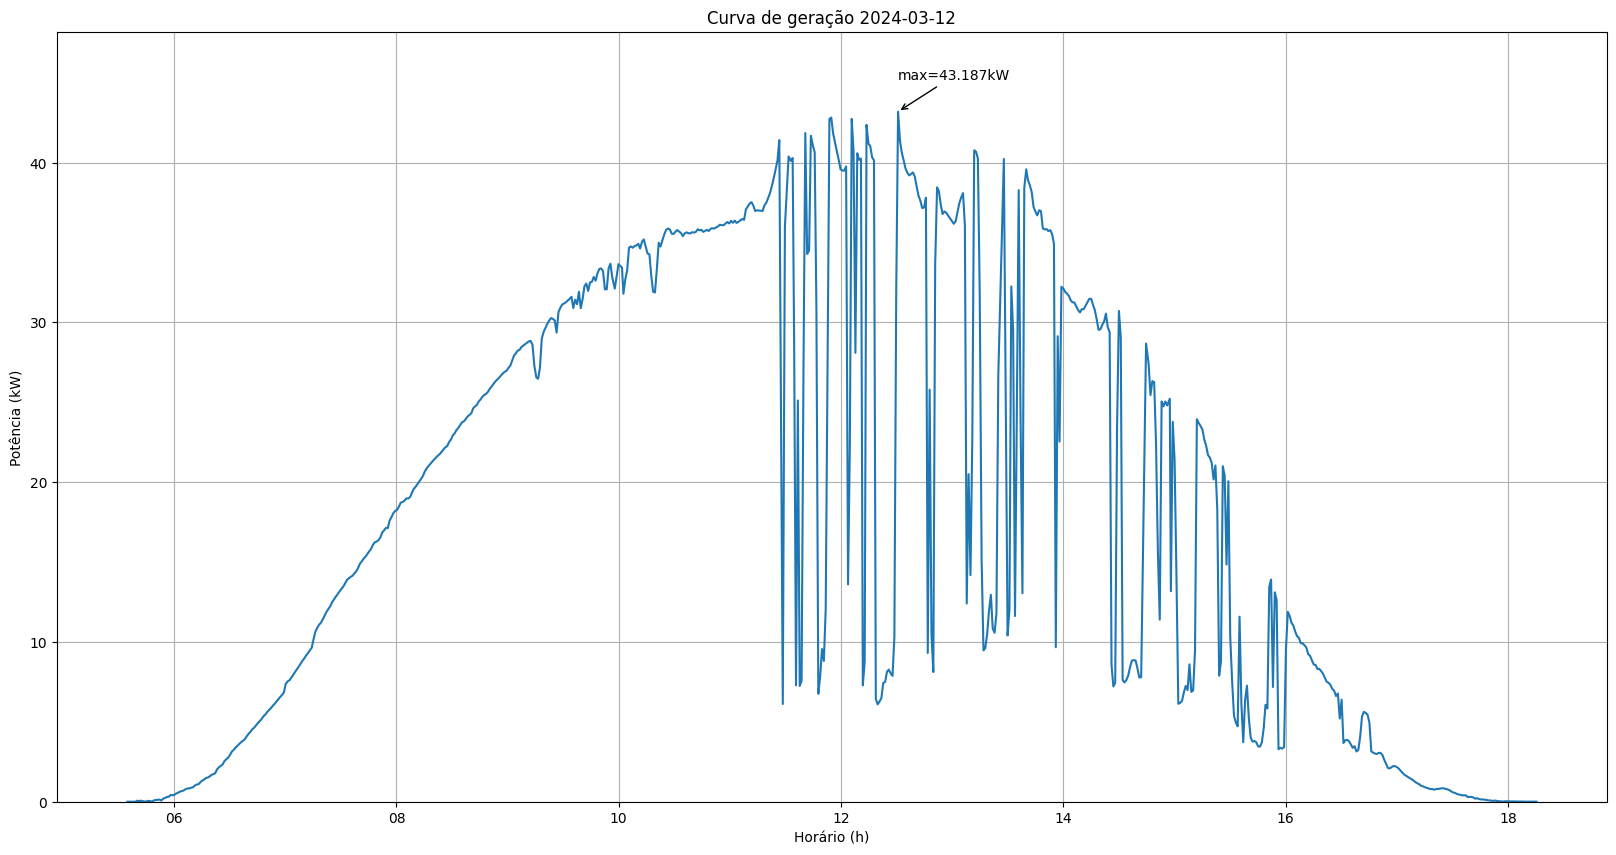 Curva de geração 2024-03-12
max=43.187kW
Potência (kW)
40
30
20
10
0
06 08 10 12 14 16 18
Horário (h)